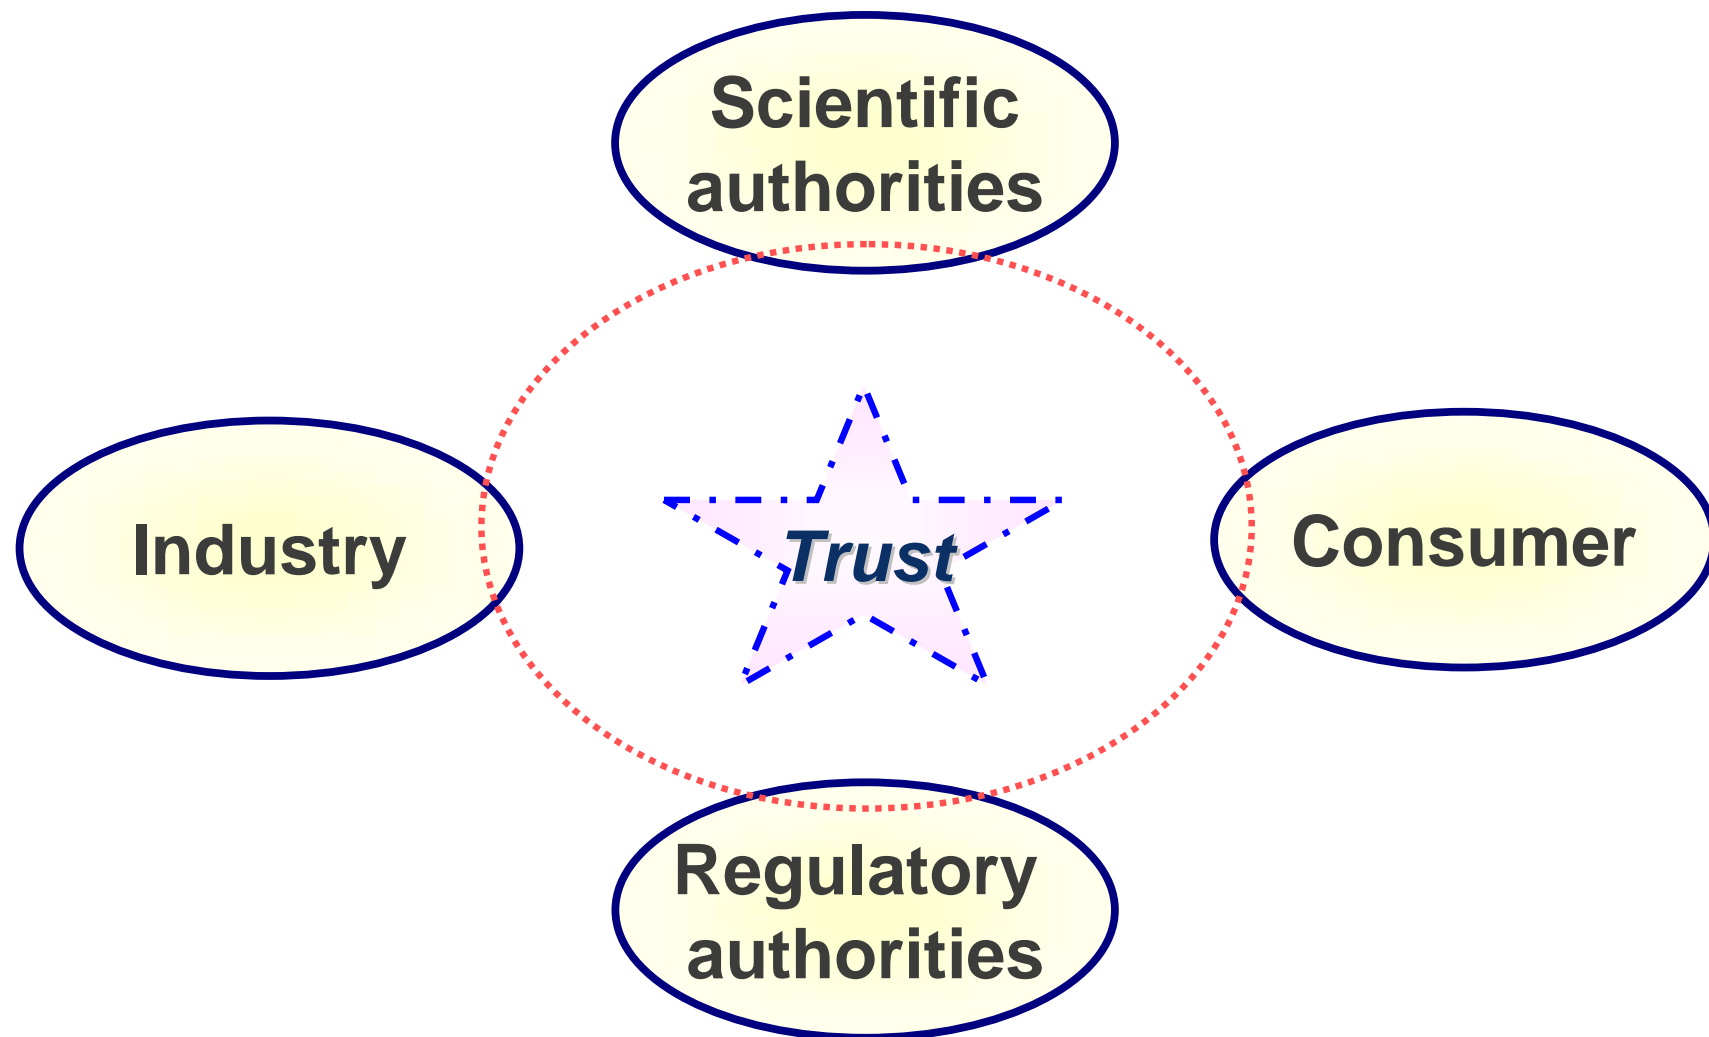 Scientific
authorities
Industry
Trust
Consumer
Regulatory
authorities